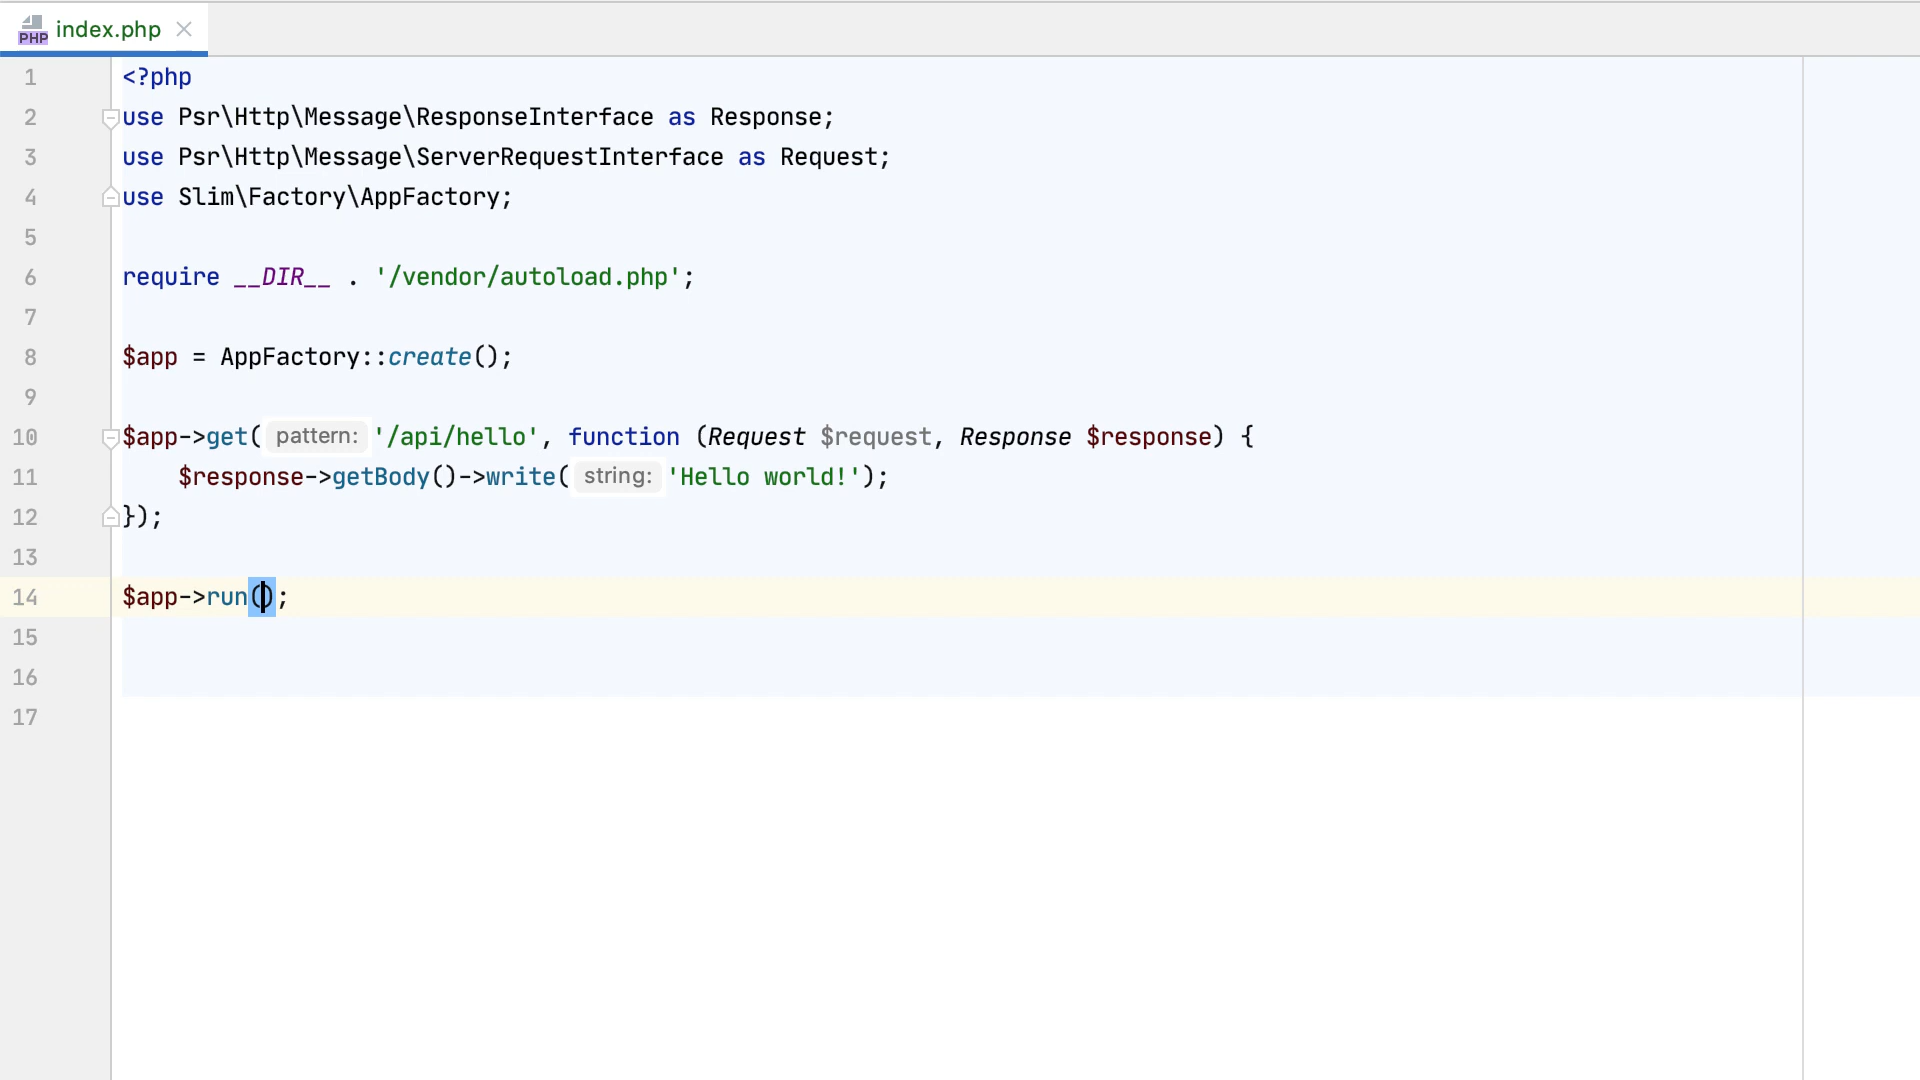 PHP index.php
1 <?php
2 use Psr\Http\Message\ResponseInterface as Response;
3 use Psr\Http\Message\ServerRequestInterface as Request;
4 use Slim\Factory\AppFactory;
5
6 require __DIR__ . '/vendor/autoload.php';
7
8 $app = AppFactory::create();
9
10 $app->get( pattern: '/api/hello', function (Request $request, Response $response) {
11     $response->getBody()->write( string: 'Hello world!');
12 });
13
14 $app->run();
15
16
17